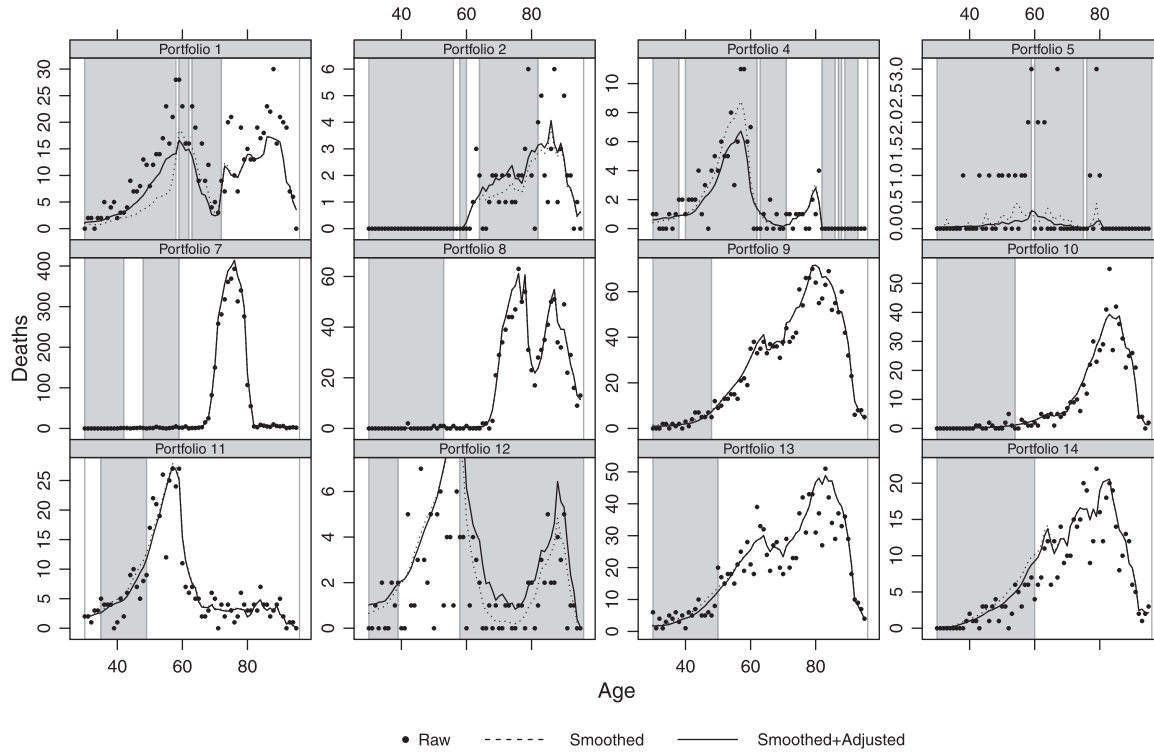 40 60 80 40 60 80
Portfolio 1 Portfolio 2 Portfolio 4 Portfolio 5
30 25 20 15 10 5 0
6 5 4 3 2 1 0
10 8 6 4 2 0
0.0 0.5 1.0 1.5 2.0 2.5 3.0
Portfolio 7 Portfolio 8 Portfolio 9 Portfolio 10
400 300 200 100 0
60 40 20 0
60 40 20 0
50 40 30 20 10 0
Deaths
Portfolio 11 Portfolio 12 Portfolio 13 Portfolio 14
25 20 15 10 5 0
6 4 2 0
50 40 30 20 10 0
20 15 10 5 0
40 60 80 40 60 80
Age
Raw Smoothed Smoothed+Adjusted